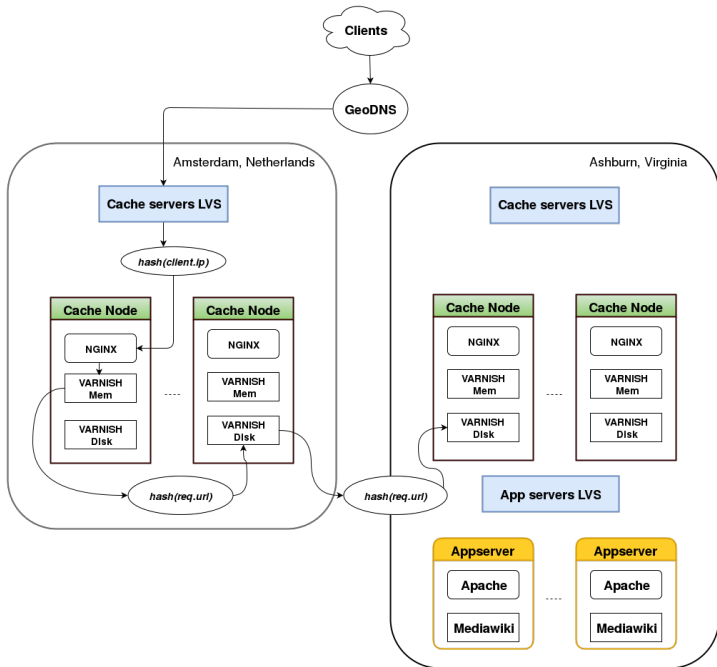 Clients
GeoDNS
Amsterdam, Netherlands
Cache servers LVS
hash(client.ip)
Cache Node
NGINX
VARNISH
Mem
VARNISH
Disk
....
Cache Node
NGINX
VARNISH
Mem
VARNISH
Disk
hash(req.url)
Ashburn, Virginia
Cache servers LVS
Cache Node
NGINX
VARNISH
Mem
VARNISH
Disk
....
Cache Node
NGINX
VARNISH
Mem
VARNISH
Disk
hash(req.url)
App servers LVS
Appserver
Apache
Mediawiki
....
Appserver
Apache
Mediawiki